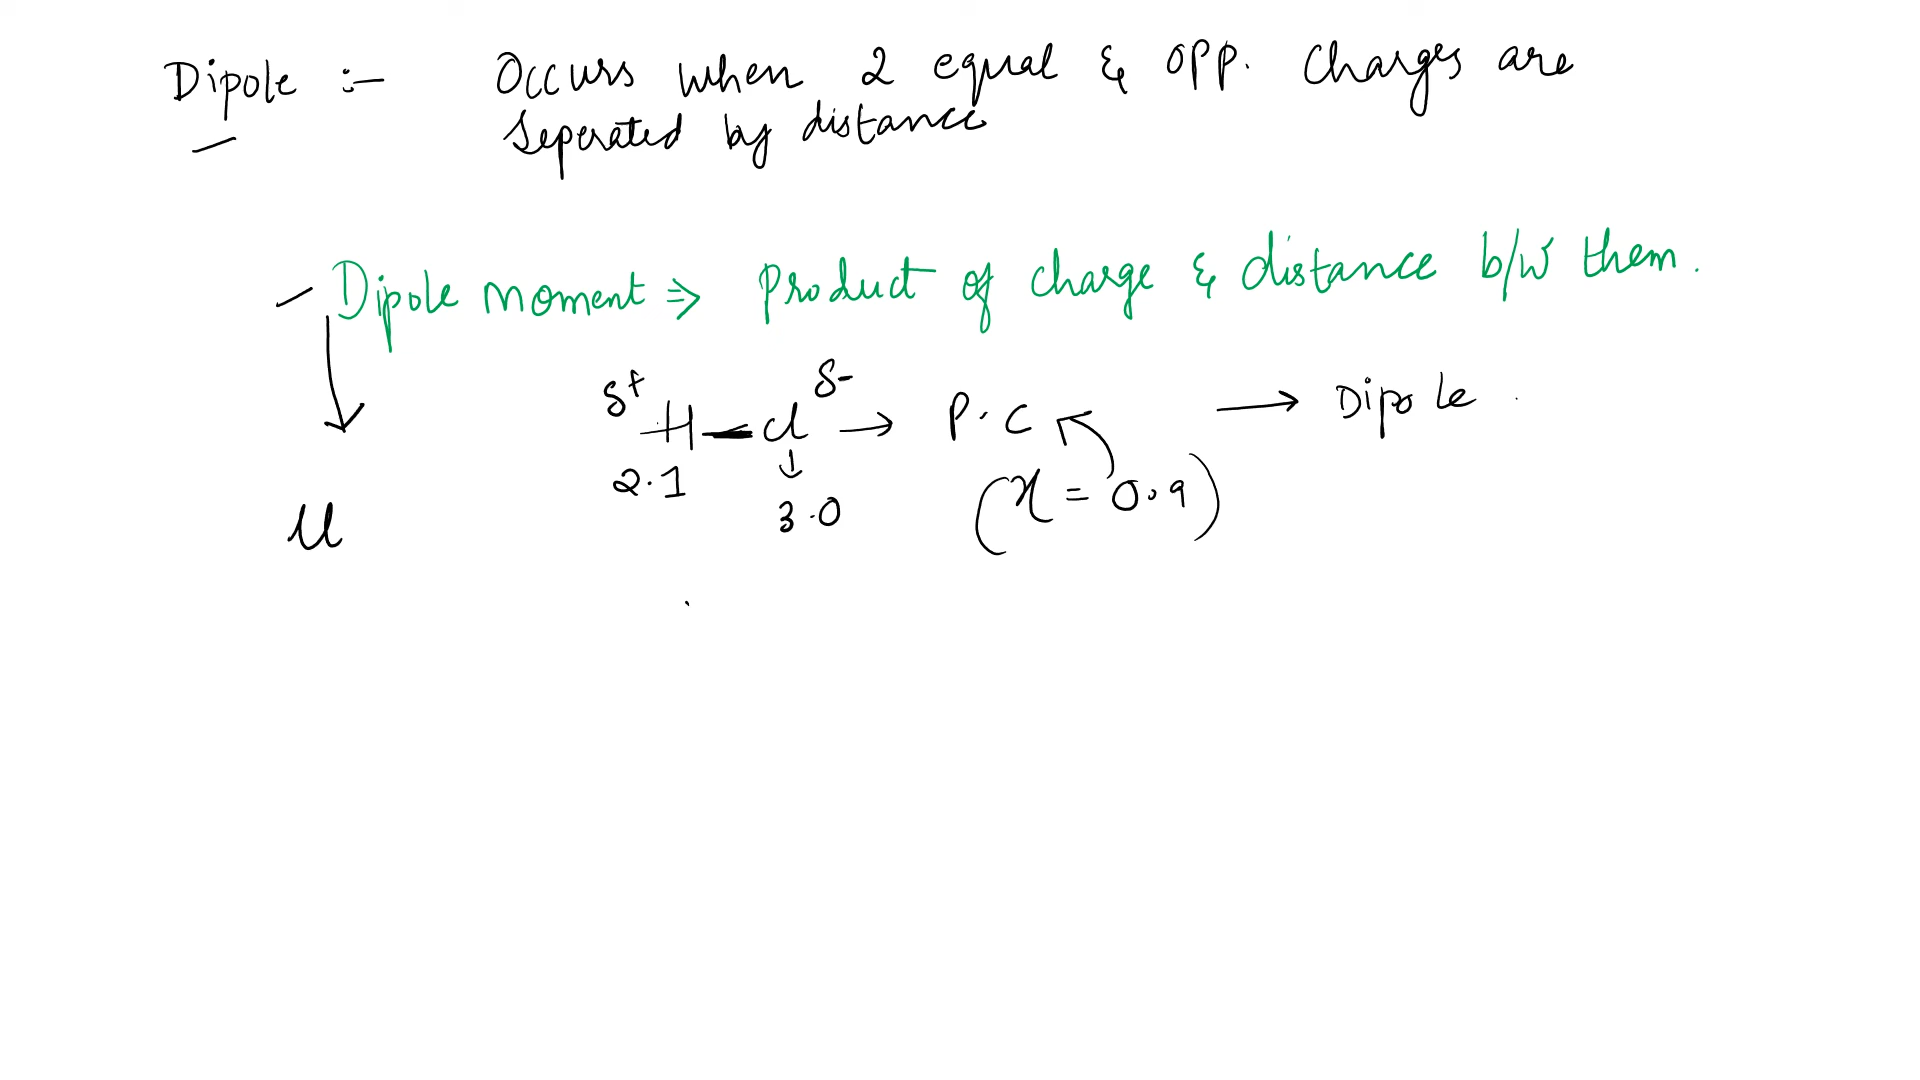 Dipole :- Occurs when 2 equal & opp. charges are
seperated by distance
Dipole moment ⇒ product of charge & distance b/w them.
δ+ H - Cl δ- → P.C → Dipole
2.1 3.0 (x = 0.9)
μ